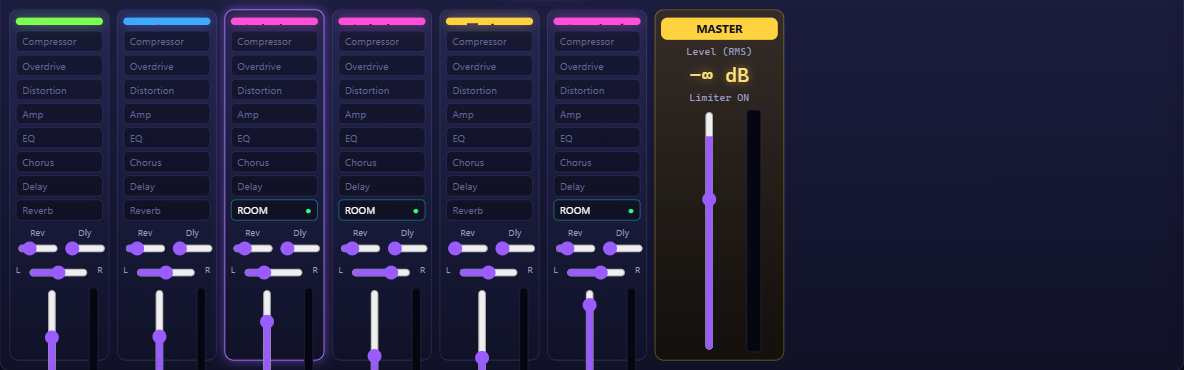 Compressor
Overdrive
Distortion
Amp
EQ
Chorus
Delay
Reverb
Rev Dly
L R
Compressor
Overdrive
Distortion
Amp
EQ
Chorus
Delay
Reverb
Rev Dly
L R
Compressor
Overdrive
Distortion
Amp
EQ
Chorus
Delay
ROOM
Rev Dly
L R
Compressor
Overdrive
Distortion
Amp
EQ
Chorus
Delay
ROOM
Rev Dly
L R
Compressor
Overdrive
Distortion
Amp
EQ
Chorus
Delay
Reverb
Rev Dly
L R
Compressor
Overdrive
Distortion
Amp
EQ
Chorus
Delay
ROOM
Rev Dly
L R
MASTER
Level (RMS)
−∞ dB
Limiter ON